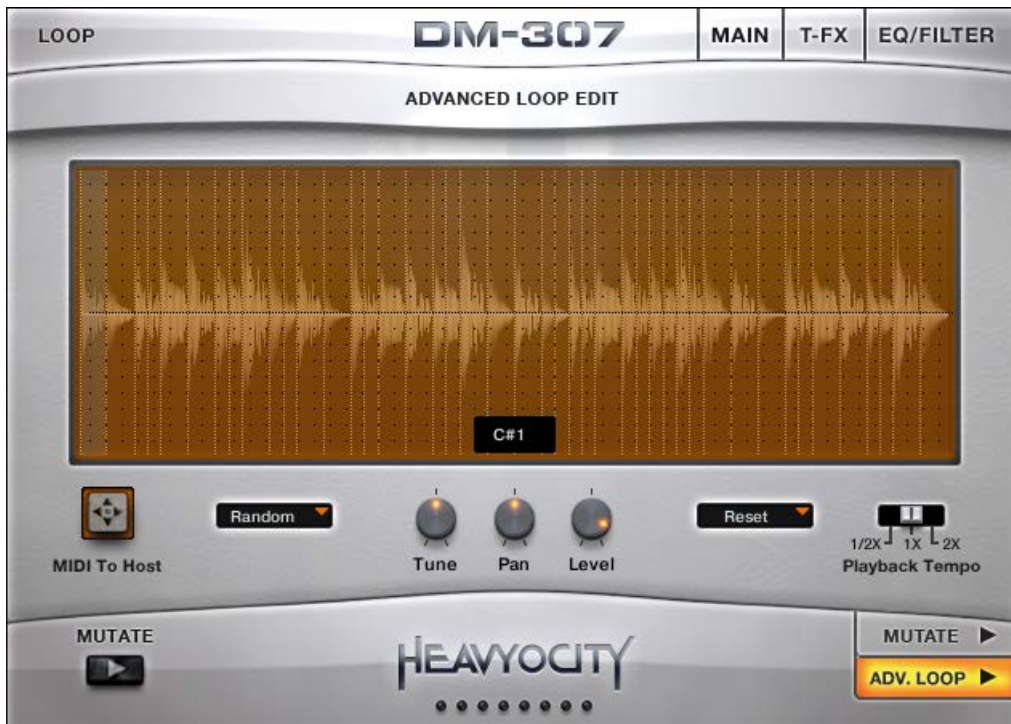 LOOP
DM-307
MAIN
T-FX
EQ/FILTER
ADVANCED LOOP EDIT
C#1
Random
Reset
1/2X 1X 2X
MIDI To Host
Tune
Pan
Level
Playback Tempo
MUTATE
HEAVYOCITY
MUTATE
ADV. LOOP